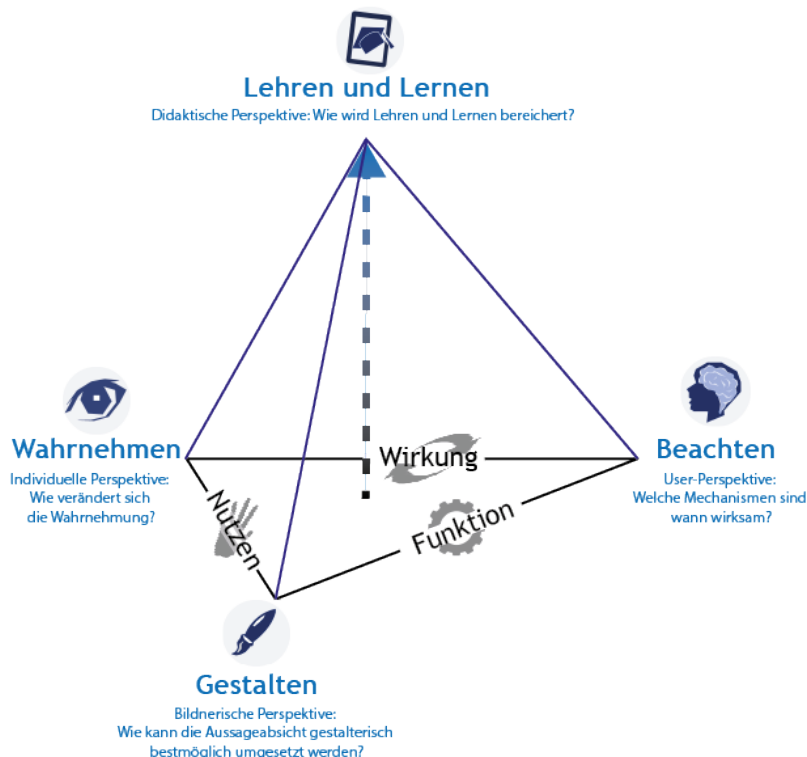 Lehren und Lernen
Didaktische Perspektive: Wie wird Lehren und Lernen bereichert?
Wahrnehmen
Individuelle Perspektive:
Wie verändert sich
die Wahrnehmung?
Wirkung
Beachten
User-Perspektive:
Welche Mechanismen sind
wann wirksam?
Nutzen
Funktion
Gestalten
Bildnerische Perspektive:
Wie kann die Aussageabsicht gestalterisch
bestmöglich umgesetzt werden?